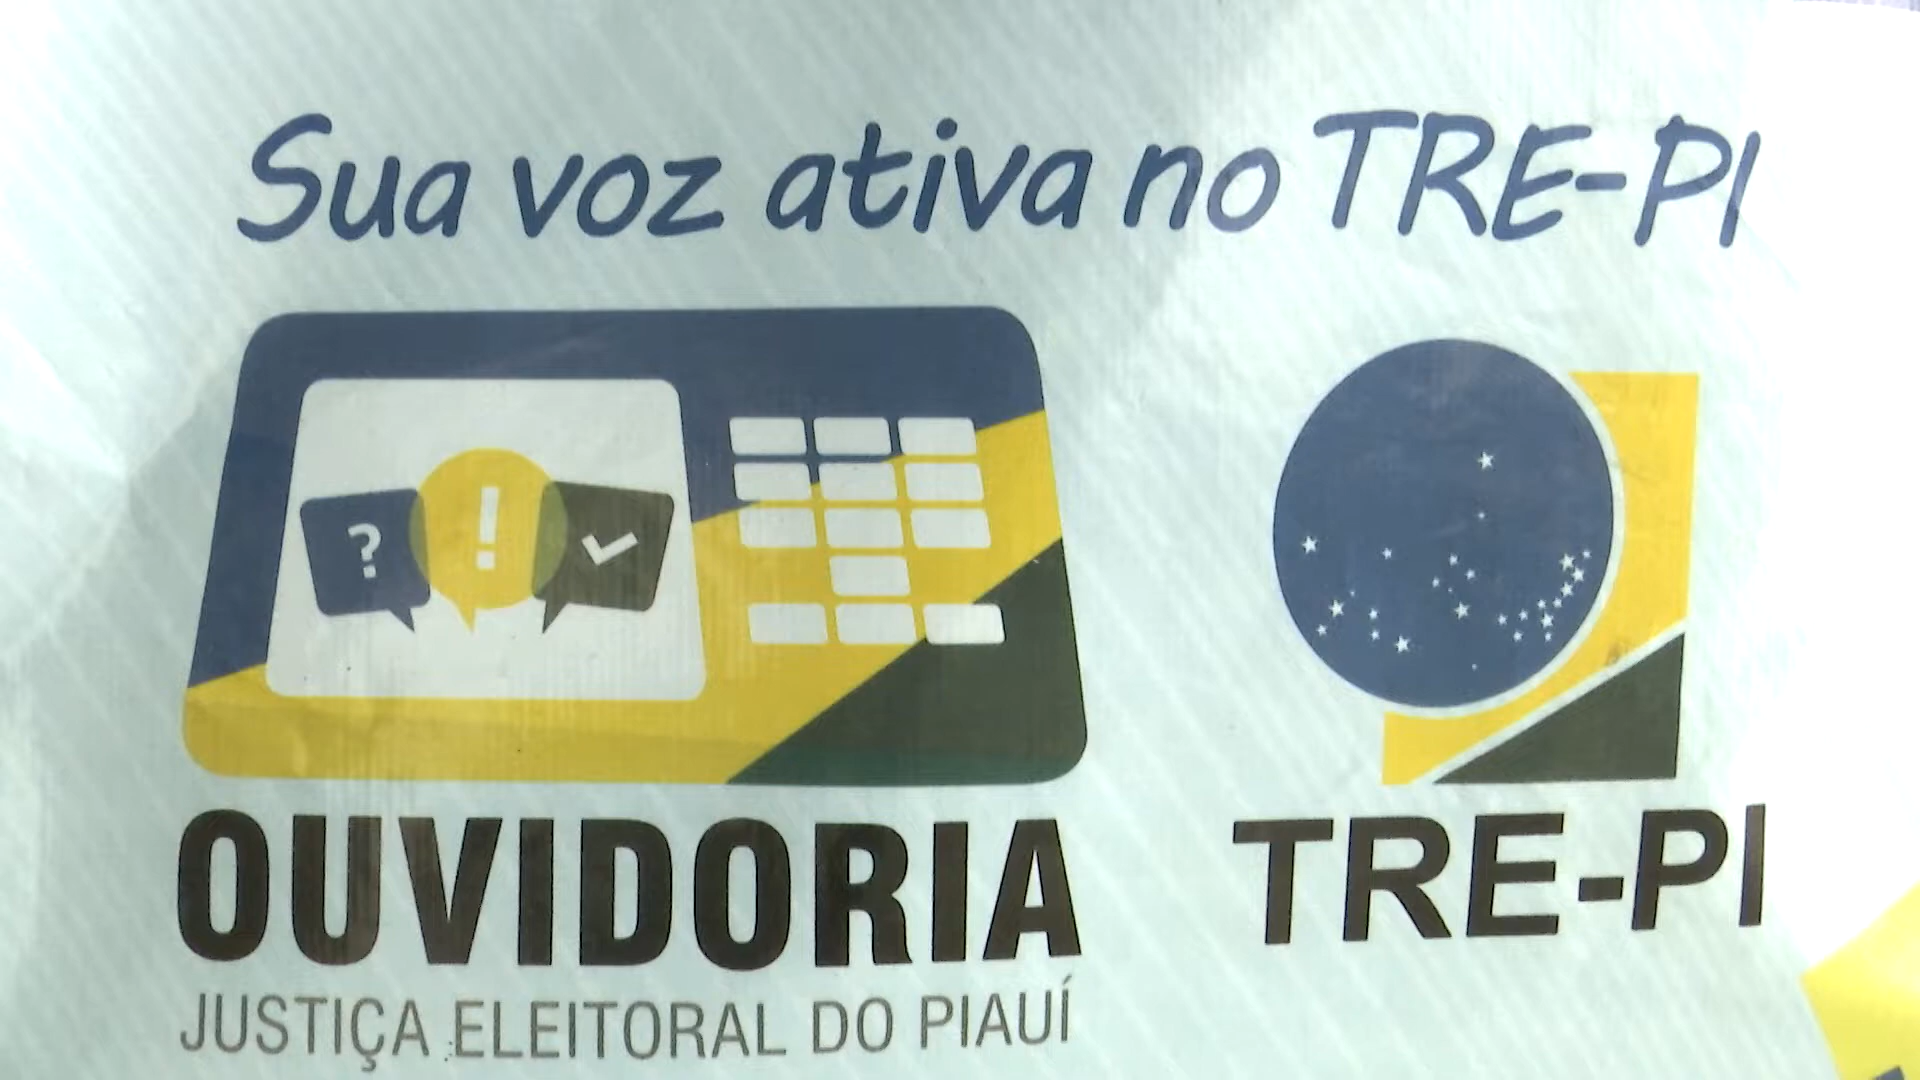 Sua voz ativa no TRE-PI
? !
OUVIDORIA
JUSTIÇA ELEITORAL DO PIAUÍ
TRE-PI